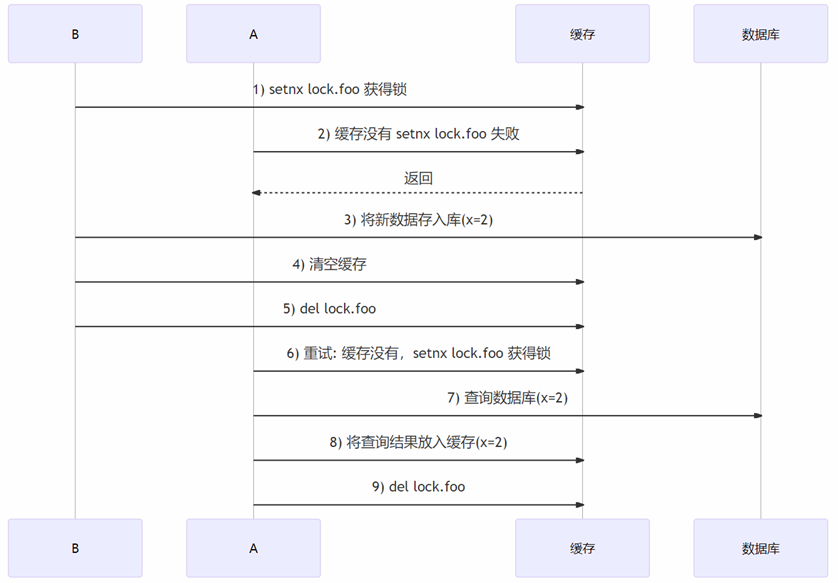 B
A
缓存
数据库
1) setnx lock.foo 获得锁
2) 缓存没有 setnx lock.foo 失败
返回
3) 将新数据存入库(x=2)
4) 清空缓存
5) del lock.foo
6) 重试: 缓存没有，setnx lock.foo 获得锁
7) 查询数据库(x=2)
8) 将查询结果放入缓存(x=2)
9) del lock.foo
B
A
缓存
数据库